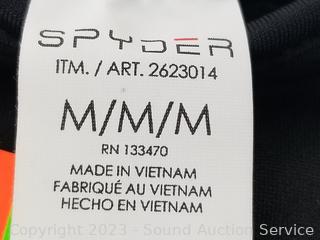 SPYDER
ITM. / ART. 2623014
M/M/M
RN 133470
MADE IN VIETNAM
FABRIQUÉ AU VIETNAM
HECHO EN VIETNAM
Copyright 2023 - Sound Auction Service